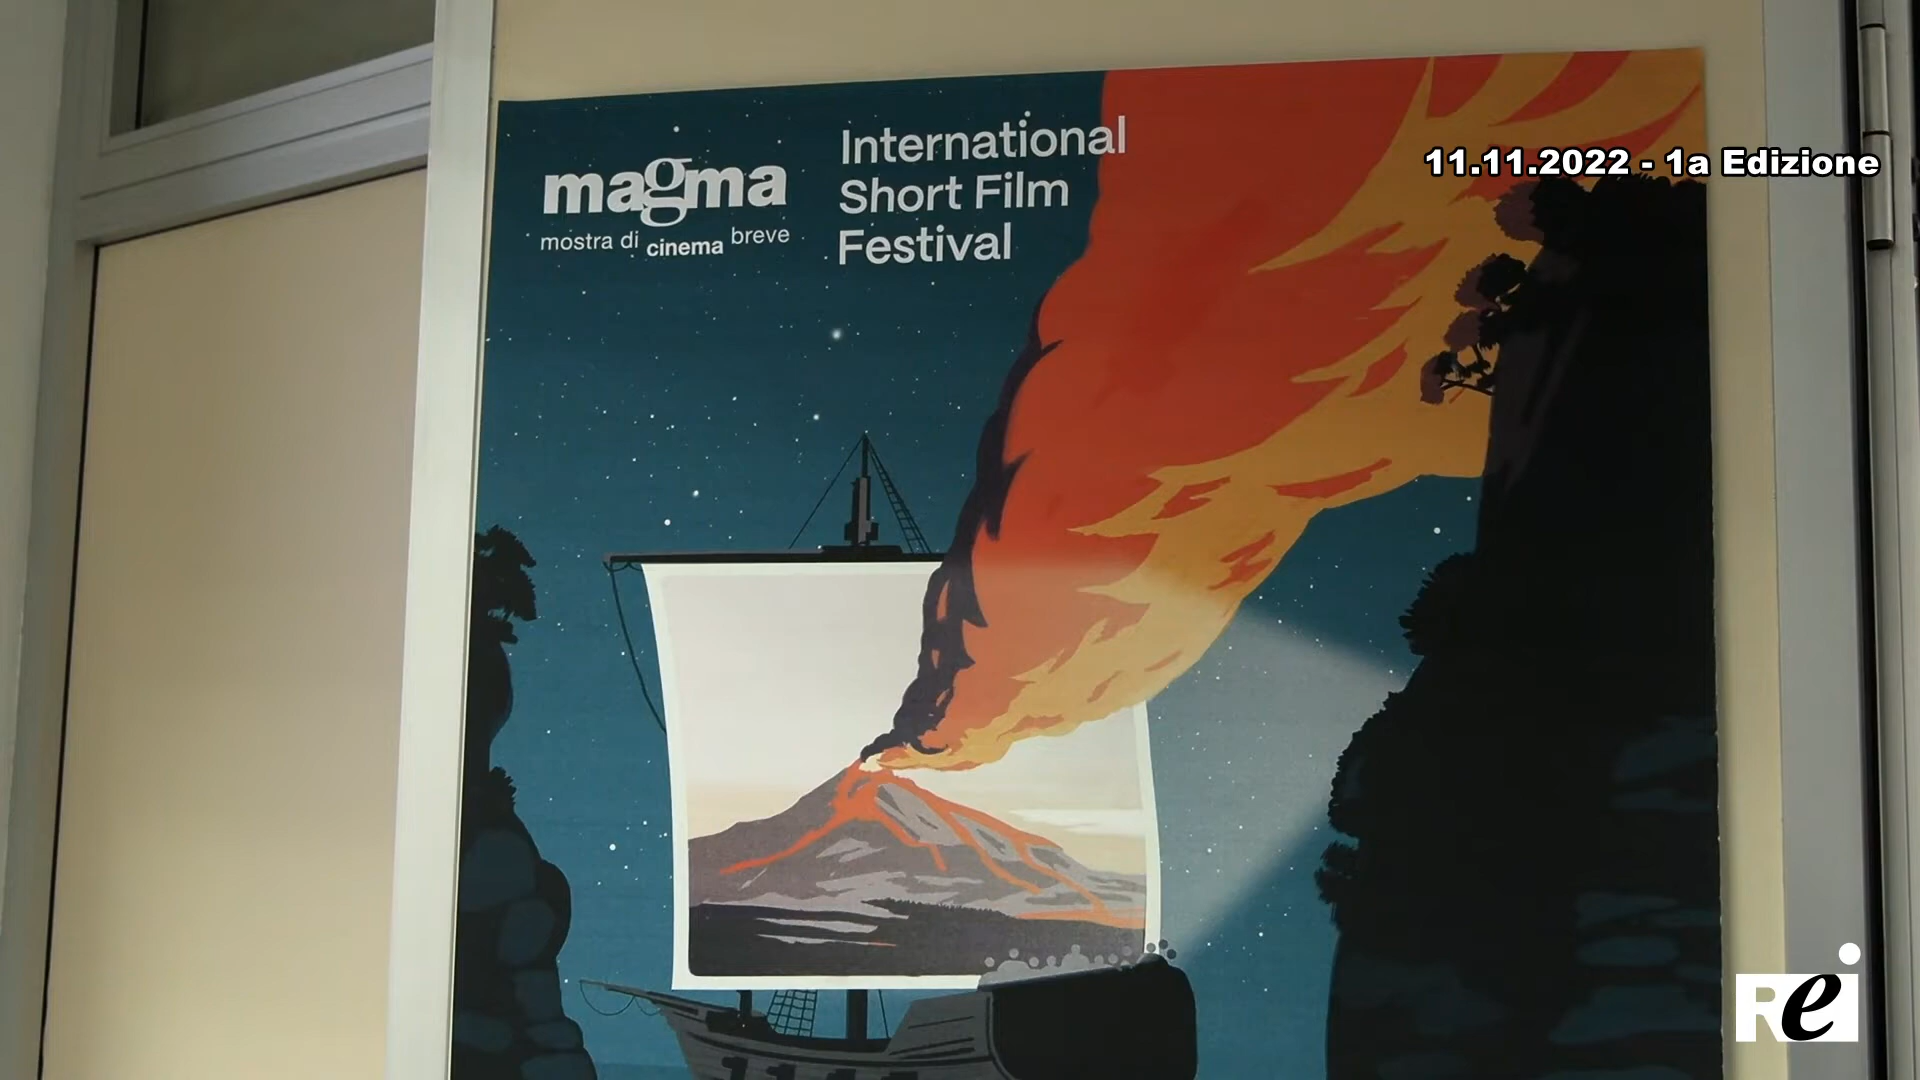 magma
mostra di cinema breve
International
Short Film
Festival
11.11.2022 - 1a Edizione
Rei